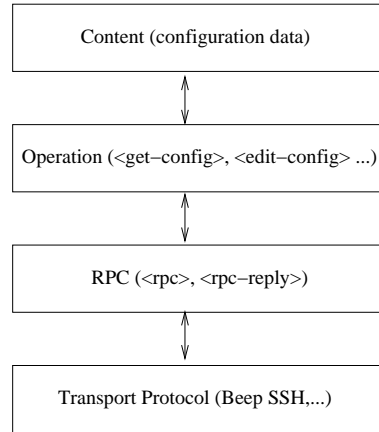 Content (configuration data)
Operation (<get−config>, <edit−config> ...)
RPC (<rpc>, <rpc−reply>)
Transport Protocol (Beep SSH,...)